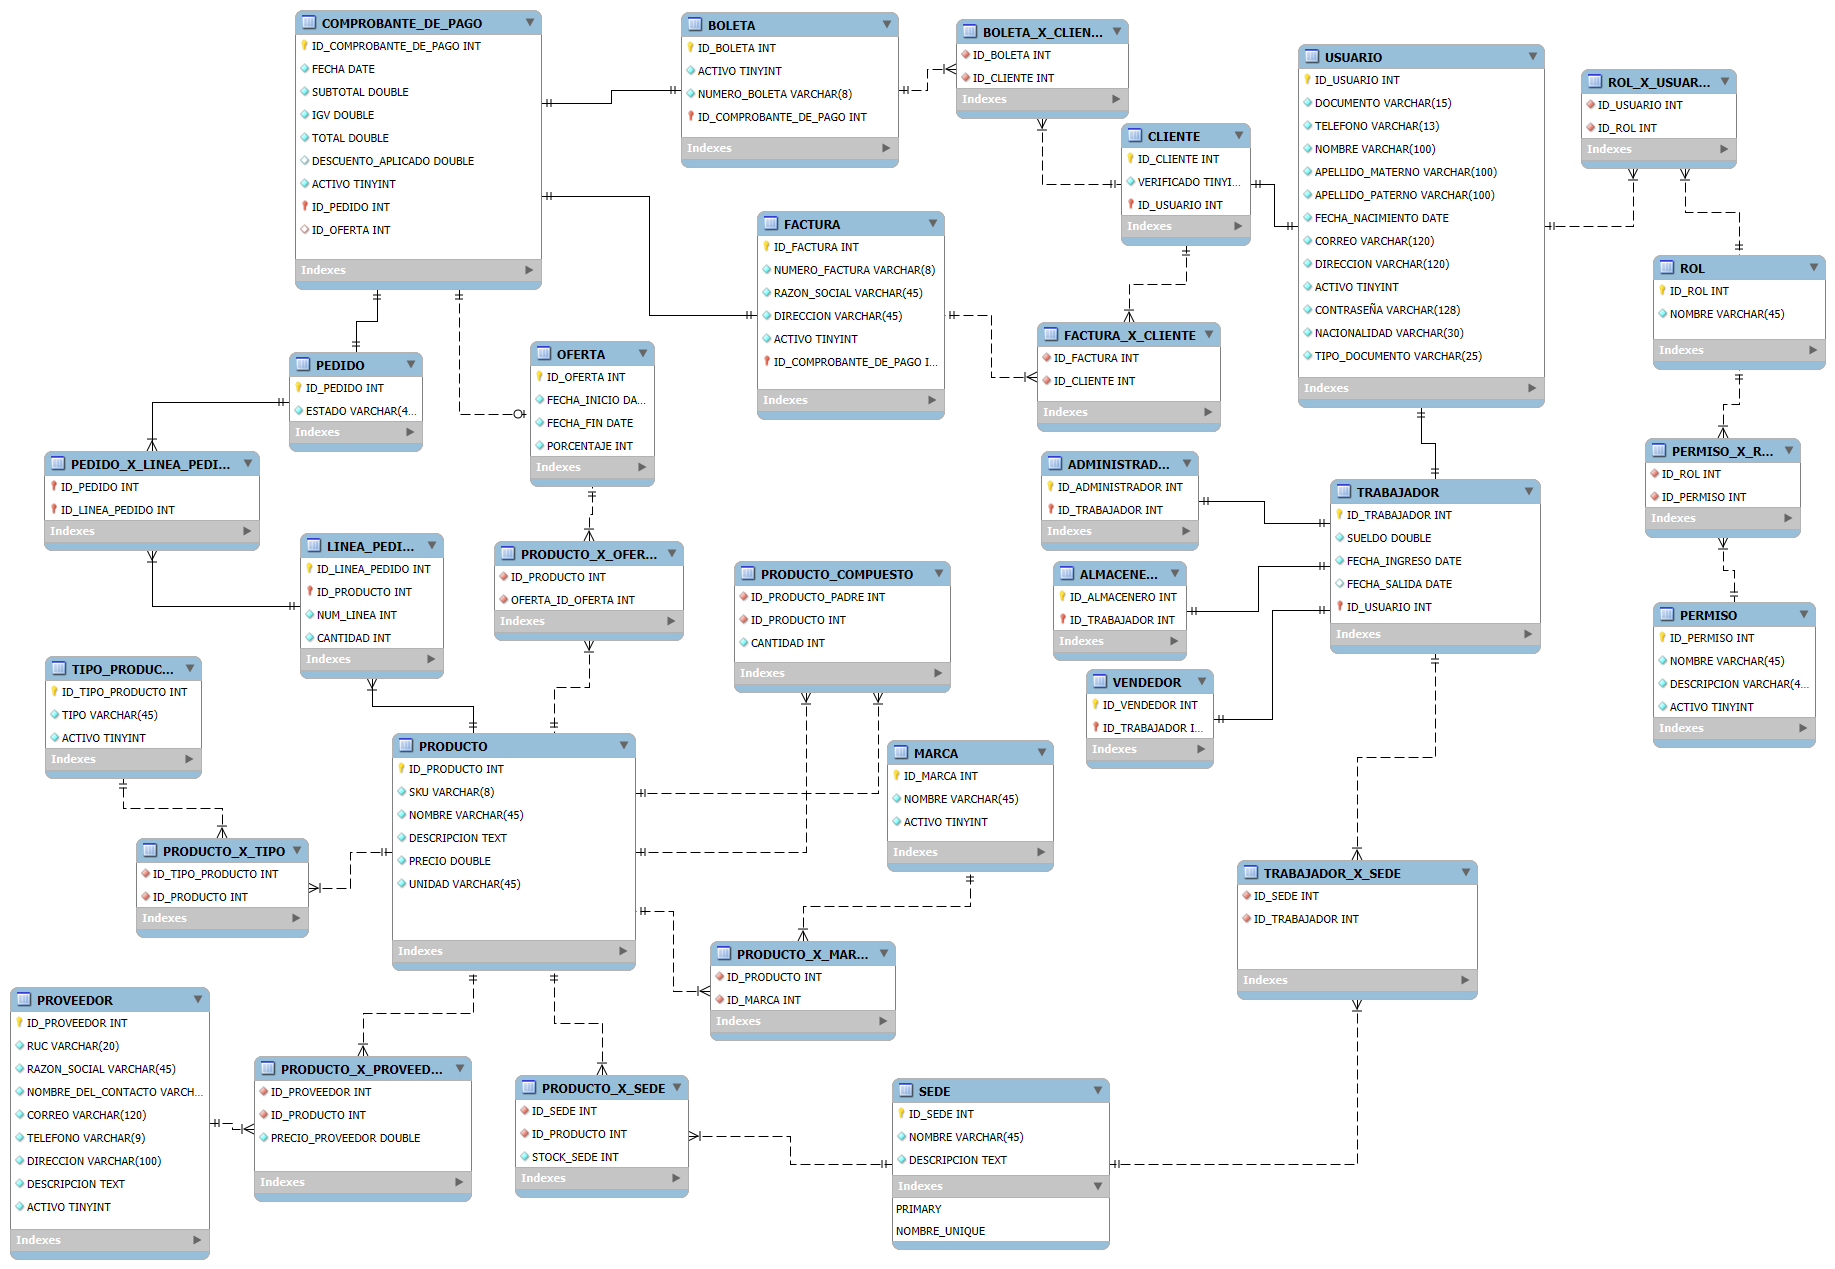 COMPROBANTE_DE_PAGO
ID_COMPROBANTE_DE_PAGO INT
FECHA DATE
SUBTOTAL DOUBLE
IGV DOUBLE
TOTAL DOUBLE
DESCUENTO_APLICADO DOUBLE
ACTIVO TINYINT
ID_PEDIDO INT
ID_OFERTA INT
Indexes
BOLETA
ID_BOLETA INT
ACTIVO TINYINT
NUMERO_BOLETA VARCHAR(8)
ID_COMPROBANTE_DE_PAGO INT
Indexes
BOLETA_X_CLIEN...
ID_BOLETA INT
ID_CLIENTE INT
Indexes
CLIENTE
ID_CLIENTE INT
VERIFICADO TINYI...
ID_USUARIO INT
Indexes
USUARIO
ID_USUARIO INT
DOCUMENTO VARCHAR(15)
TELEFONO VARCHAR(13)
NOMBRE VARCHAR(100)
APELLIDO_MATERNO VARCHAR(100)
APELLIDO_PATERNO VARCHAR(100)
FECHA_NACIMIENTO DATE
CORREO VARCHAR(120)
DIRECCION VARCHAR(120)
ACTIVO TINYINT
CONTRASEÑA VARCHAR(128)
NACIONALIDAD VARCHAR(30)
TIPO_DOCUMENTO VARCHAR(25)
Indexes
ROL_X_USUAR...
ID_USUARIO INT
ID_ROL INT
Indexes
ROL
ID_ROL INT
NOMBRE VARCHAR(45)
Indexes
FACTURA
ID_FACTURA INT
NUMERO_FACTURA VARCHAR(8)
RAZON_SOCIAL VARCHAR(45)
DIRECCION VARCHAR(45)
ACTIVO TINYINT
ID_COMPROBANTE_DE_PAGO I...
Indexes
FACTURA_X_CLIENTE
ID_FACTURA INT
ID_CLIENTE INT
Indexes
PEDIDO
ID_PEDIDO INT
ESTADO VARCHAR(4...
Indexes
OFERTA
ID_OFERTA INT
FECHA_INICIO DA...
FECHA_FIN DATE
PORCENTAJE INT
Indexes
PEDIDO_X_LINEA_PEDI...
ID_PEDIDO INT
ID_LINEA_PEDIDO INT
Indexes
LINEA_PEDI...
ID_LINEA_PEDIDO INT
ID_PRODUCTO INT
NUM_LINEA INT
CANTIDAD INT
Indexes
PRODUCTO_X_OFER...
ID_PRODUCTO INT
OFERTA_ID_OFERTA INT
Indexes
PRODUCTO_COMPUESTO
ID_PRODUCTO_PADRE INT
ID_PRODUCTO INT
CANTIDAD INT
Indexes
ADMINISTRAD...
ID_ADMINISTRADOR INT
ID_TRABAJADOR INT
Indexes
ALMACENE...
ID_ALMACENERO INT
ID_TRABAJADOR INT
Indexes
VENDEDOR
ID_VENDEDOR INT
ID_TRABAJADOR I...
Indexes
TRABAJADOR
ID_TRABAJADOR INT
SUELDO DOUBLE
FECHA_INGRESO DATE
FECHA_SALIDA DATE
ID_USUARIO INT
Indexes
PERMISO_X_R...
ID_ROL INT
ID_PERMISO INT
Indexes
PERMISO
ID_PERMISO INT
NOMBRE VARCHAR(45)
DESCRIPCION VARCHAR(4...
ACTIVO TINYINT
Indexes
TIPO_PRODUC...
ID_TIPO_PRODUCTO INT
TIPO VARCHAR(45)
ACTIVO TINYINT
Indexes
PRODUCTO_X_TIPO
ID_TIPO_PRODUCTO INT
ID_PRODUCTO INT
Indexes
PRODUCTO
ID_PRODUCTO INT
SKU VARCHAR(8)
NOMBRE VARCHAR(45)
DESCRIPCION TEXT
PRECIO DOUBLE
UNIDAD VARCHAR(45)
Indexes
MARCA
ID_MARCA INT
NOMBRE VARCHAR(45)
ACTIVO TINYINT
Indexes
PRODUCTO_X_MAR...
ID_PRODUCTO INT
ID_MARCA INT
Indexes
TRABAJADOR_X_SEDE
ID_SEDE INT
ID_TRABAJADOR INT
Indexes
PROVEEDOR
ID_PROVEEDOR INT
RUC VARCHAR(20)
RAZON_SOCIAL VARCHAR(45)
NOMBRE_DEL_CONTACTO VARCH...
CORREO VARCHAR(120)
TELEFONO VARCHAR(9)
DIRECCION VARCHAR(100)
DESCRIPCION TEXT
ACTIVO TINYINT
Indexes
PRODUCTO_X_PROVEED...
ID_PROVEEDOR INT
ID_PRODUCTO INT
PRECIO_PROVEEDOR DOUBLE
Indexes
PRODUCTO_X_SEDE
ID_SEDE INT
ID_PRODUCTO INT
STOCK_SEDE INT
Indexes
SEDE
ID_SEDE INT
NOMBRE VARCHAR(45)
DESCRIPCION TEXT
Indexes
PRIMARY
NOMBRE_UNIQUE